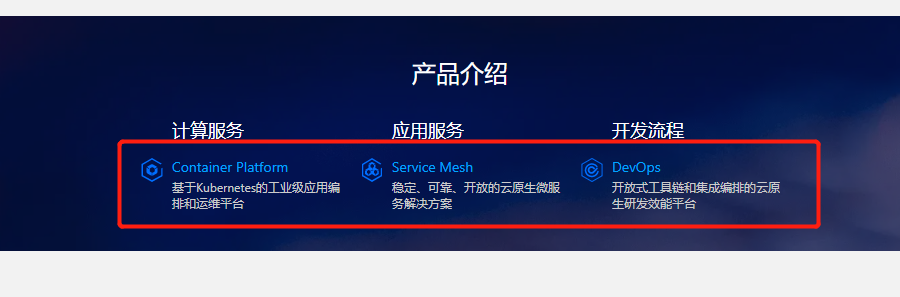 产品介绍
计算服务
应用服务
开发流程
Container Platform
Service Mesh
DevOps
基于Kubernetes的工业级应用编
排和运维平台
稳定、可靠、开放的云原生微服
务解决方案
开放式工具链和集成编排的云原
生研发效能平台